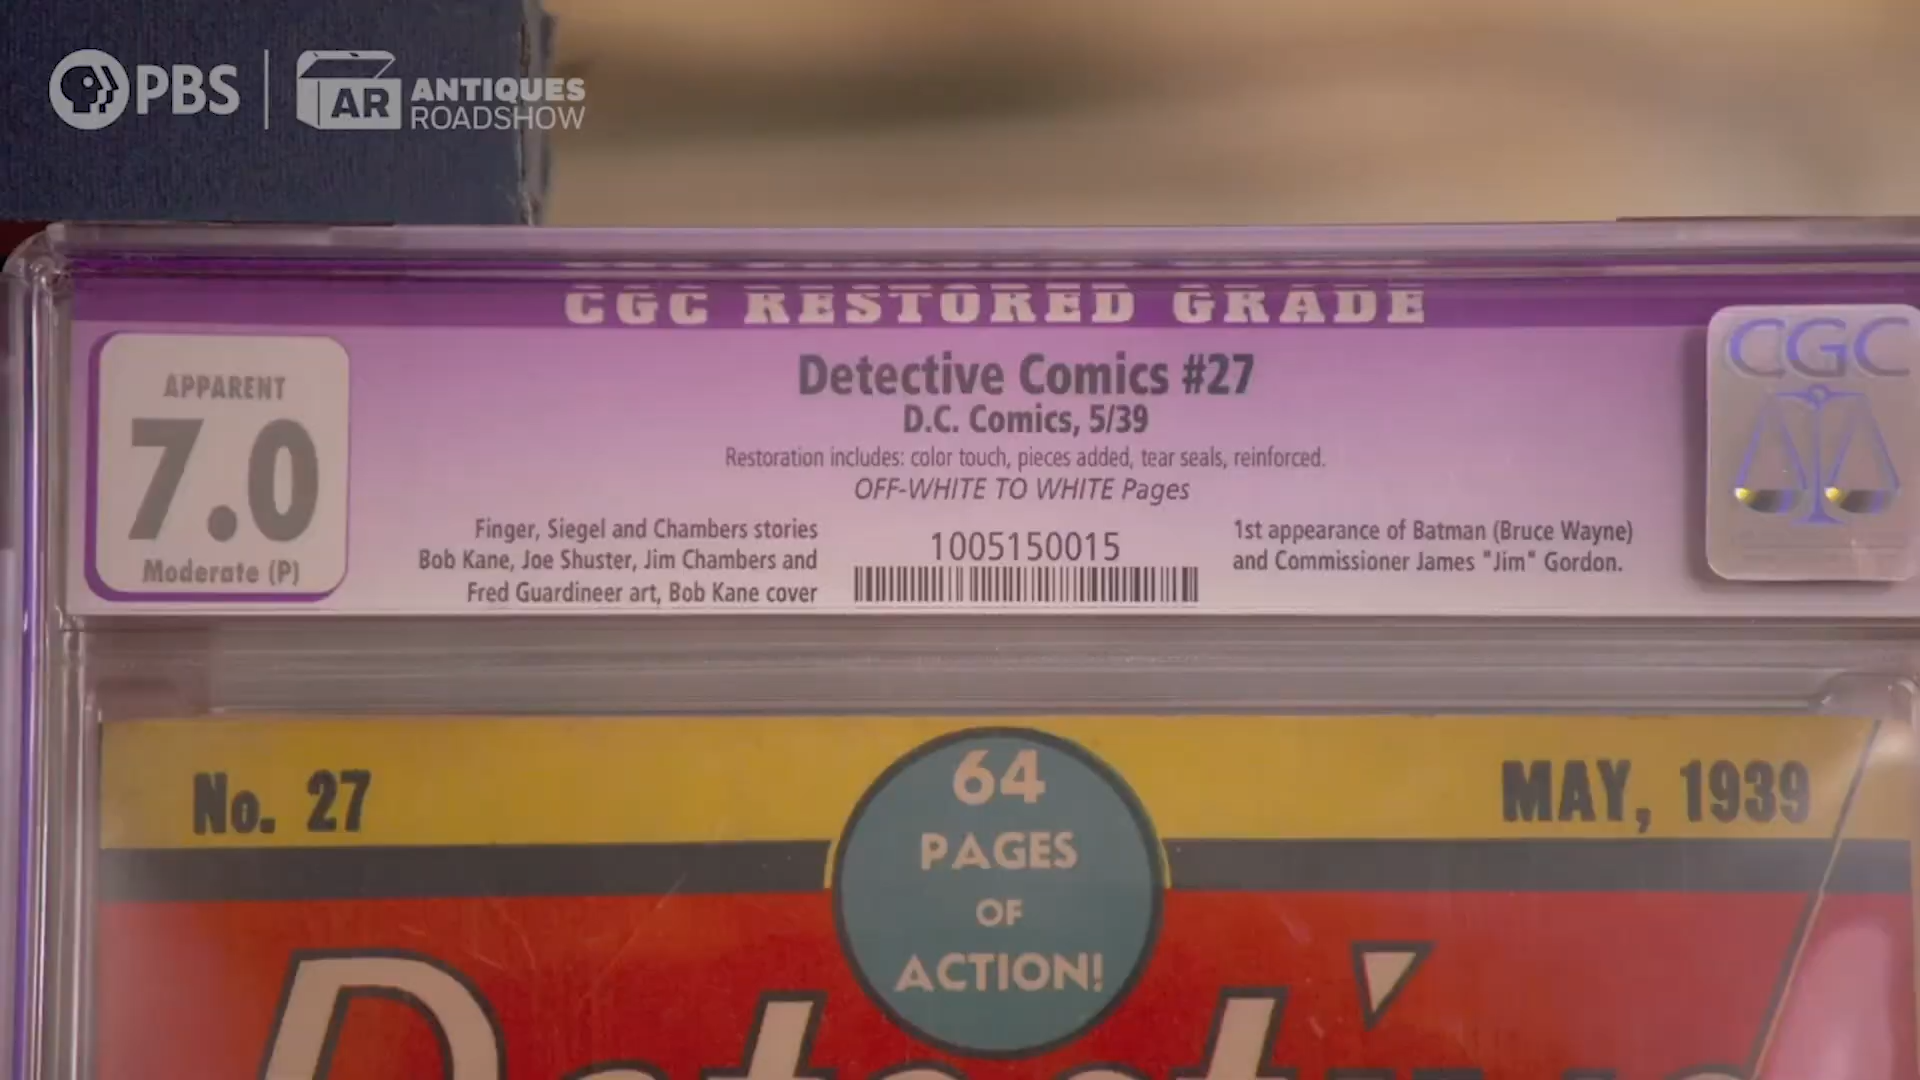 PBS
AR
ANTIQUES
ROADSHOW
CGC RESTORED GRADE
APPARENT
7.0
Moderate (P)
Detective Comics #27
D.C. Comics, 5/39
Restoration includes: color touch, pieces added, tear seals, reinforced.
OFF-WHITE TO WHITE Pages
Finger, Siegel and Chambers stories
Bob Kane, Joe Shuster, Jim Chambers and
Fred Guardineer art, Bob Kane cover
1005150015
1st appearance of Batman (Bruce Wayne)
and Commissioner James "Jim" Gordon.
CGC
No. 27
64
PAGES
OF
ACTION!
MAY, 1939
Detective